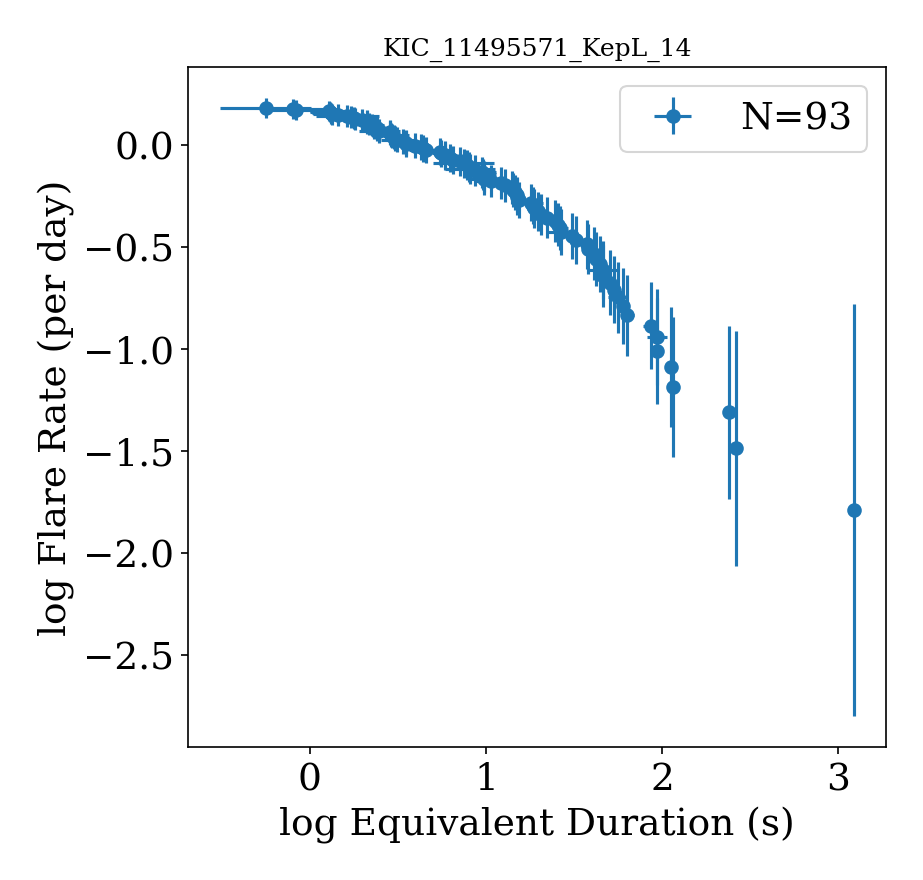 KIC_11495571_KepL_14
N=93
log Flare Rate (per day)
0.0
−0.5
−1.0
−1.5
−2.0
−2.5
0 1 2 3
log Equivalent Duration (s)